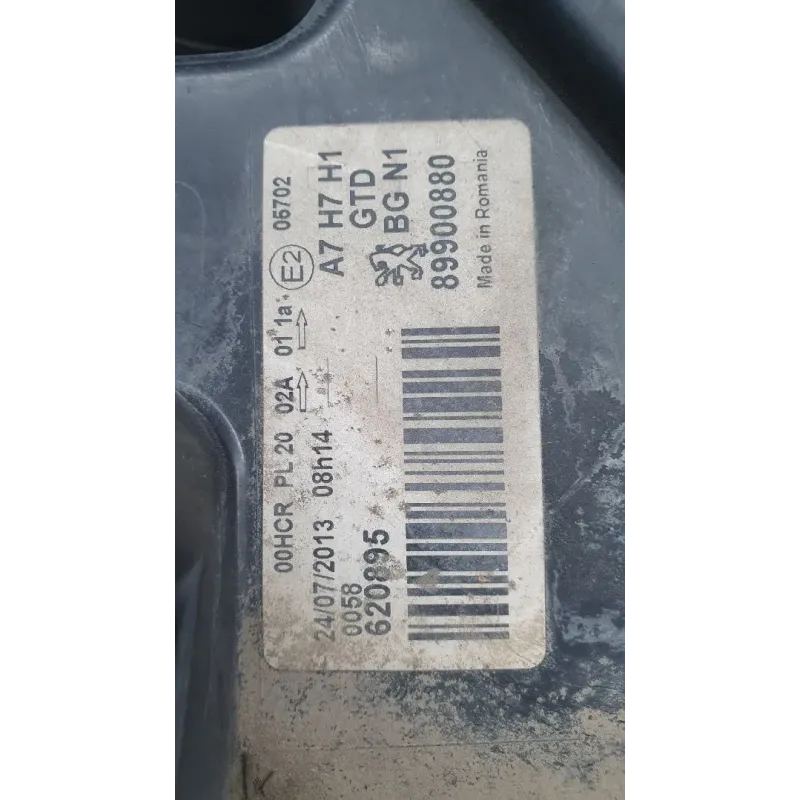 00HCR PL 20 02A 01 1a E2 05702
24/07/2013 08h14 A7 H7 H1
0058 GTD
620895 BG N1
89900880
Made in Romania